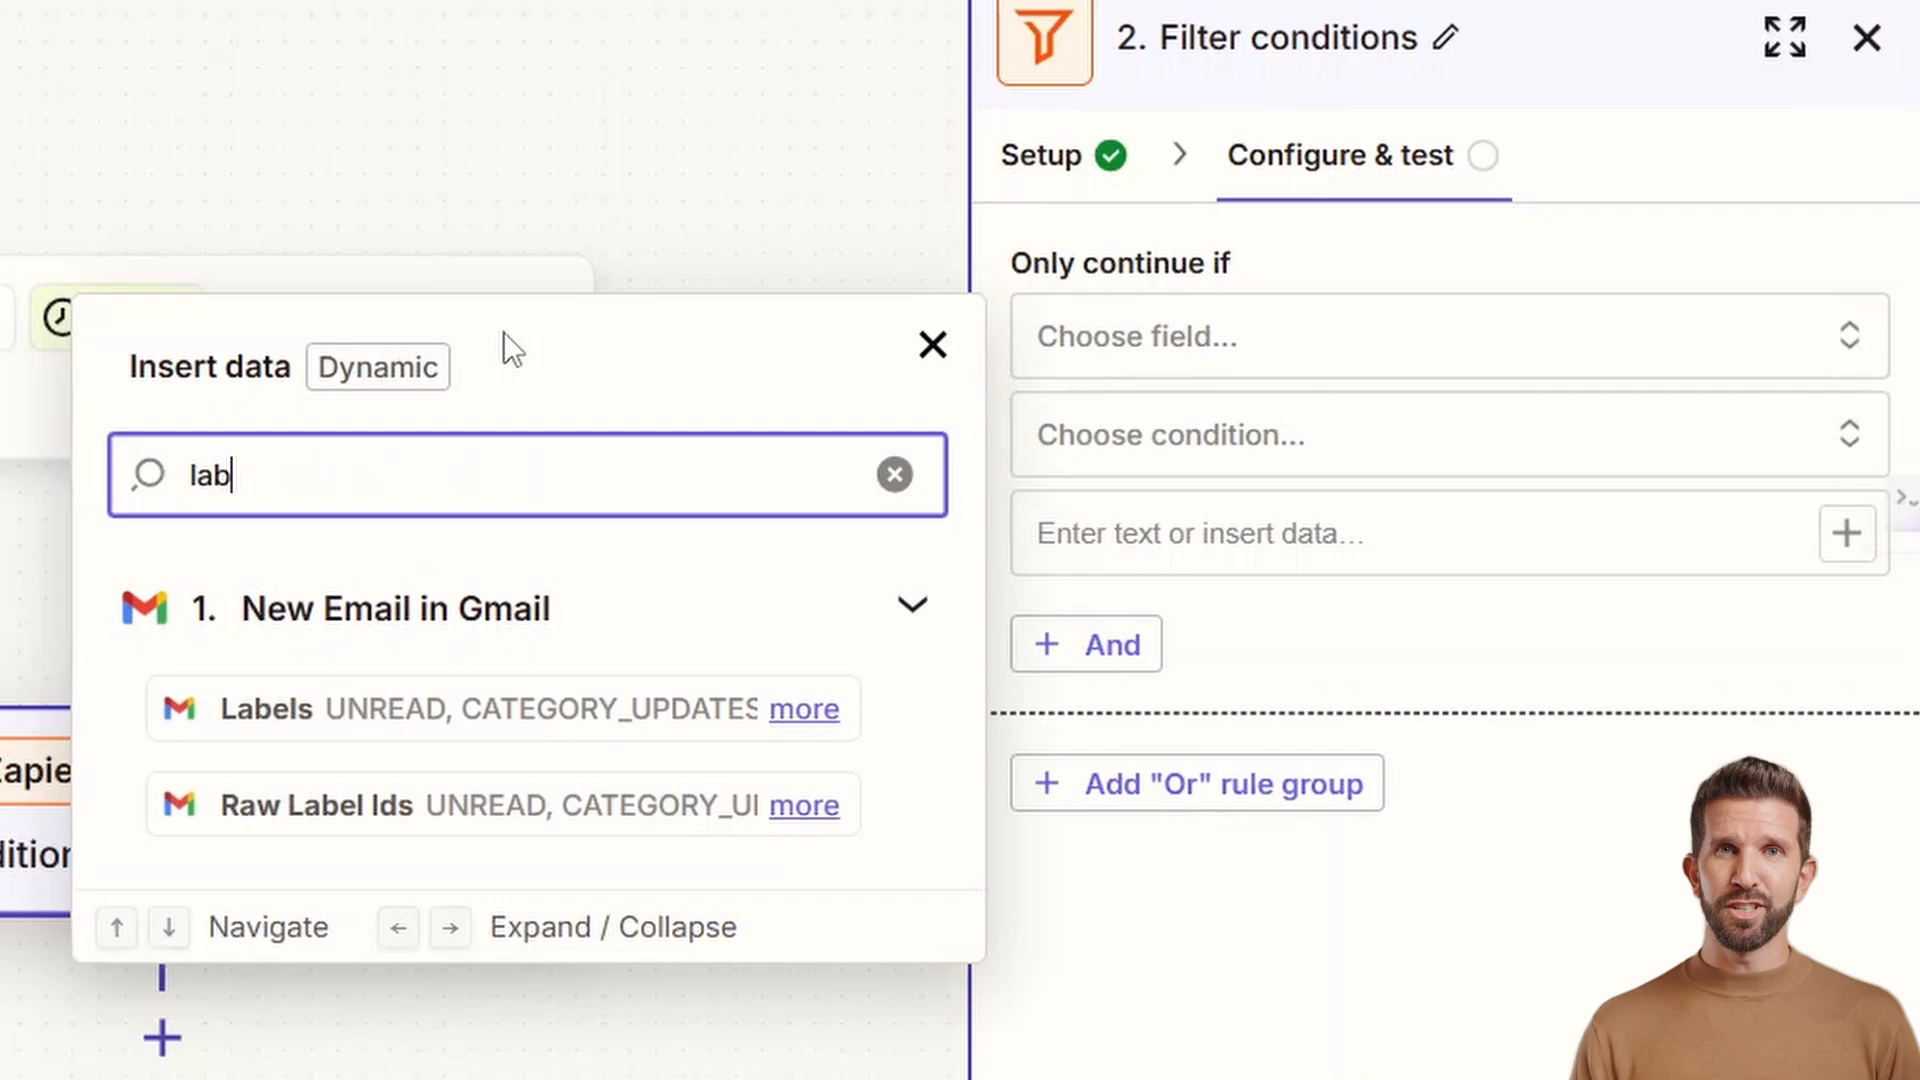 2. Filter conditions
Setup
Configure & test
Only continue if
Choose field...
Choose condition...
Enter text or insert data...
+ And
+ Add "Or" rule group
Insert data Dynamic
lab
1. New Email in Gmail
Labels UNREAD, CATEGORY_UPDATES more
Raw Label Ids UNREAD, CATEGORY_UI more
↑ ↓ Navigate ← → Expand / Collapse